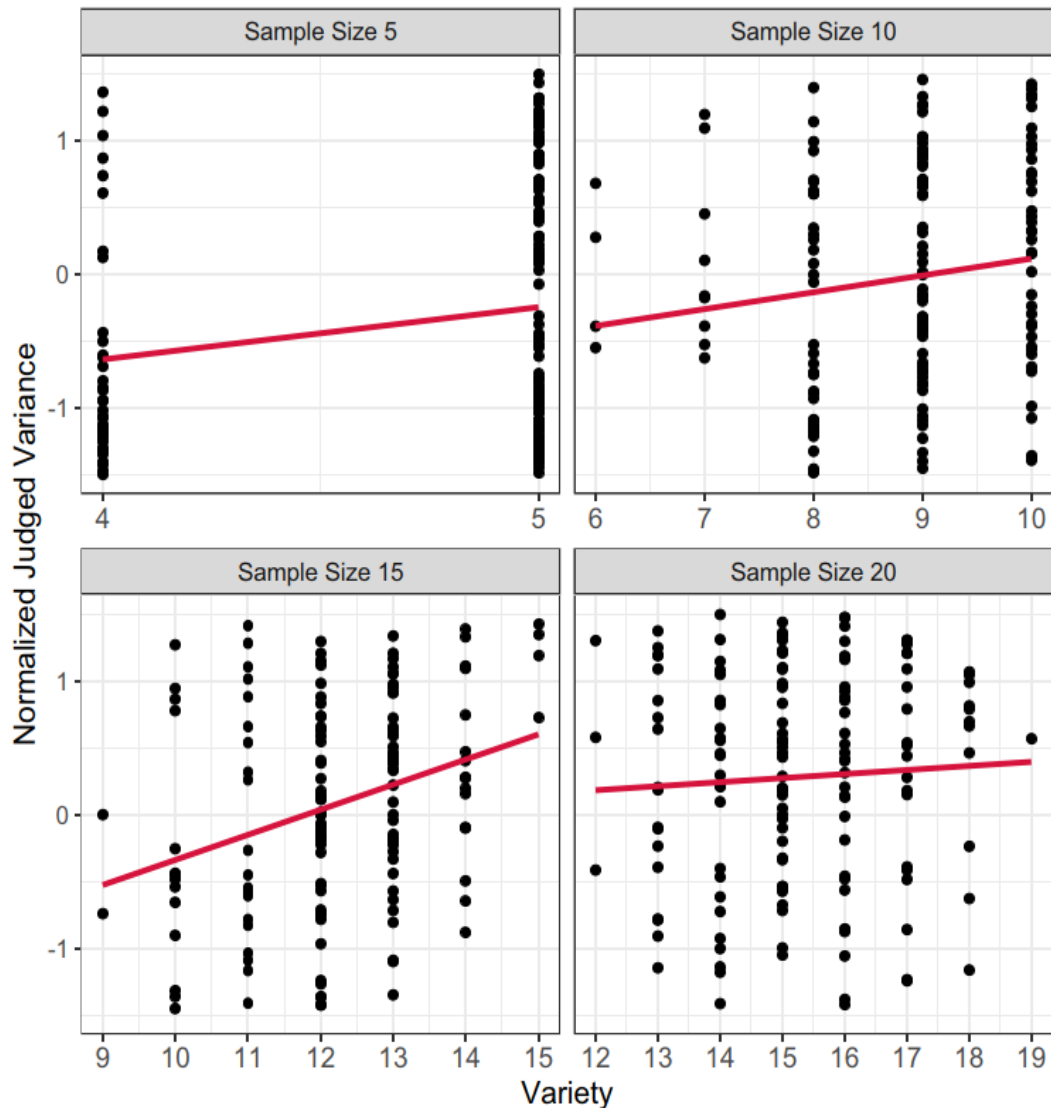 Sample Size 5
Sample Size 10
1
0
-1
4 5
6 7 8 9 10
Normalized Judged Variance
Sample Size 15
Sample Size 20
1
0
-1
9 10 11 12 13 14 15
12 13 14 15 16 17 18 19
Variety